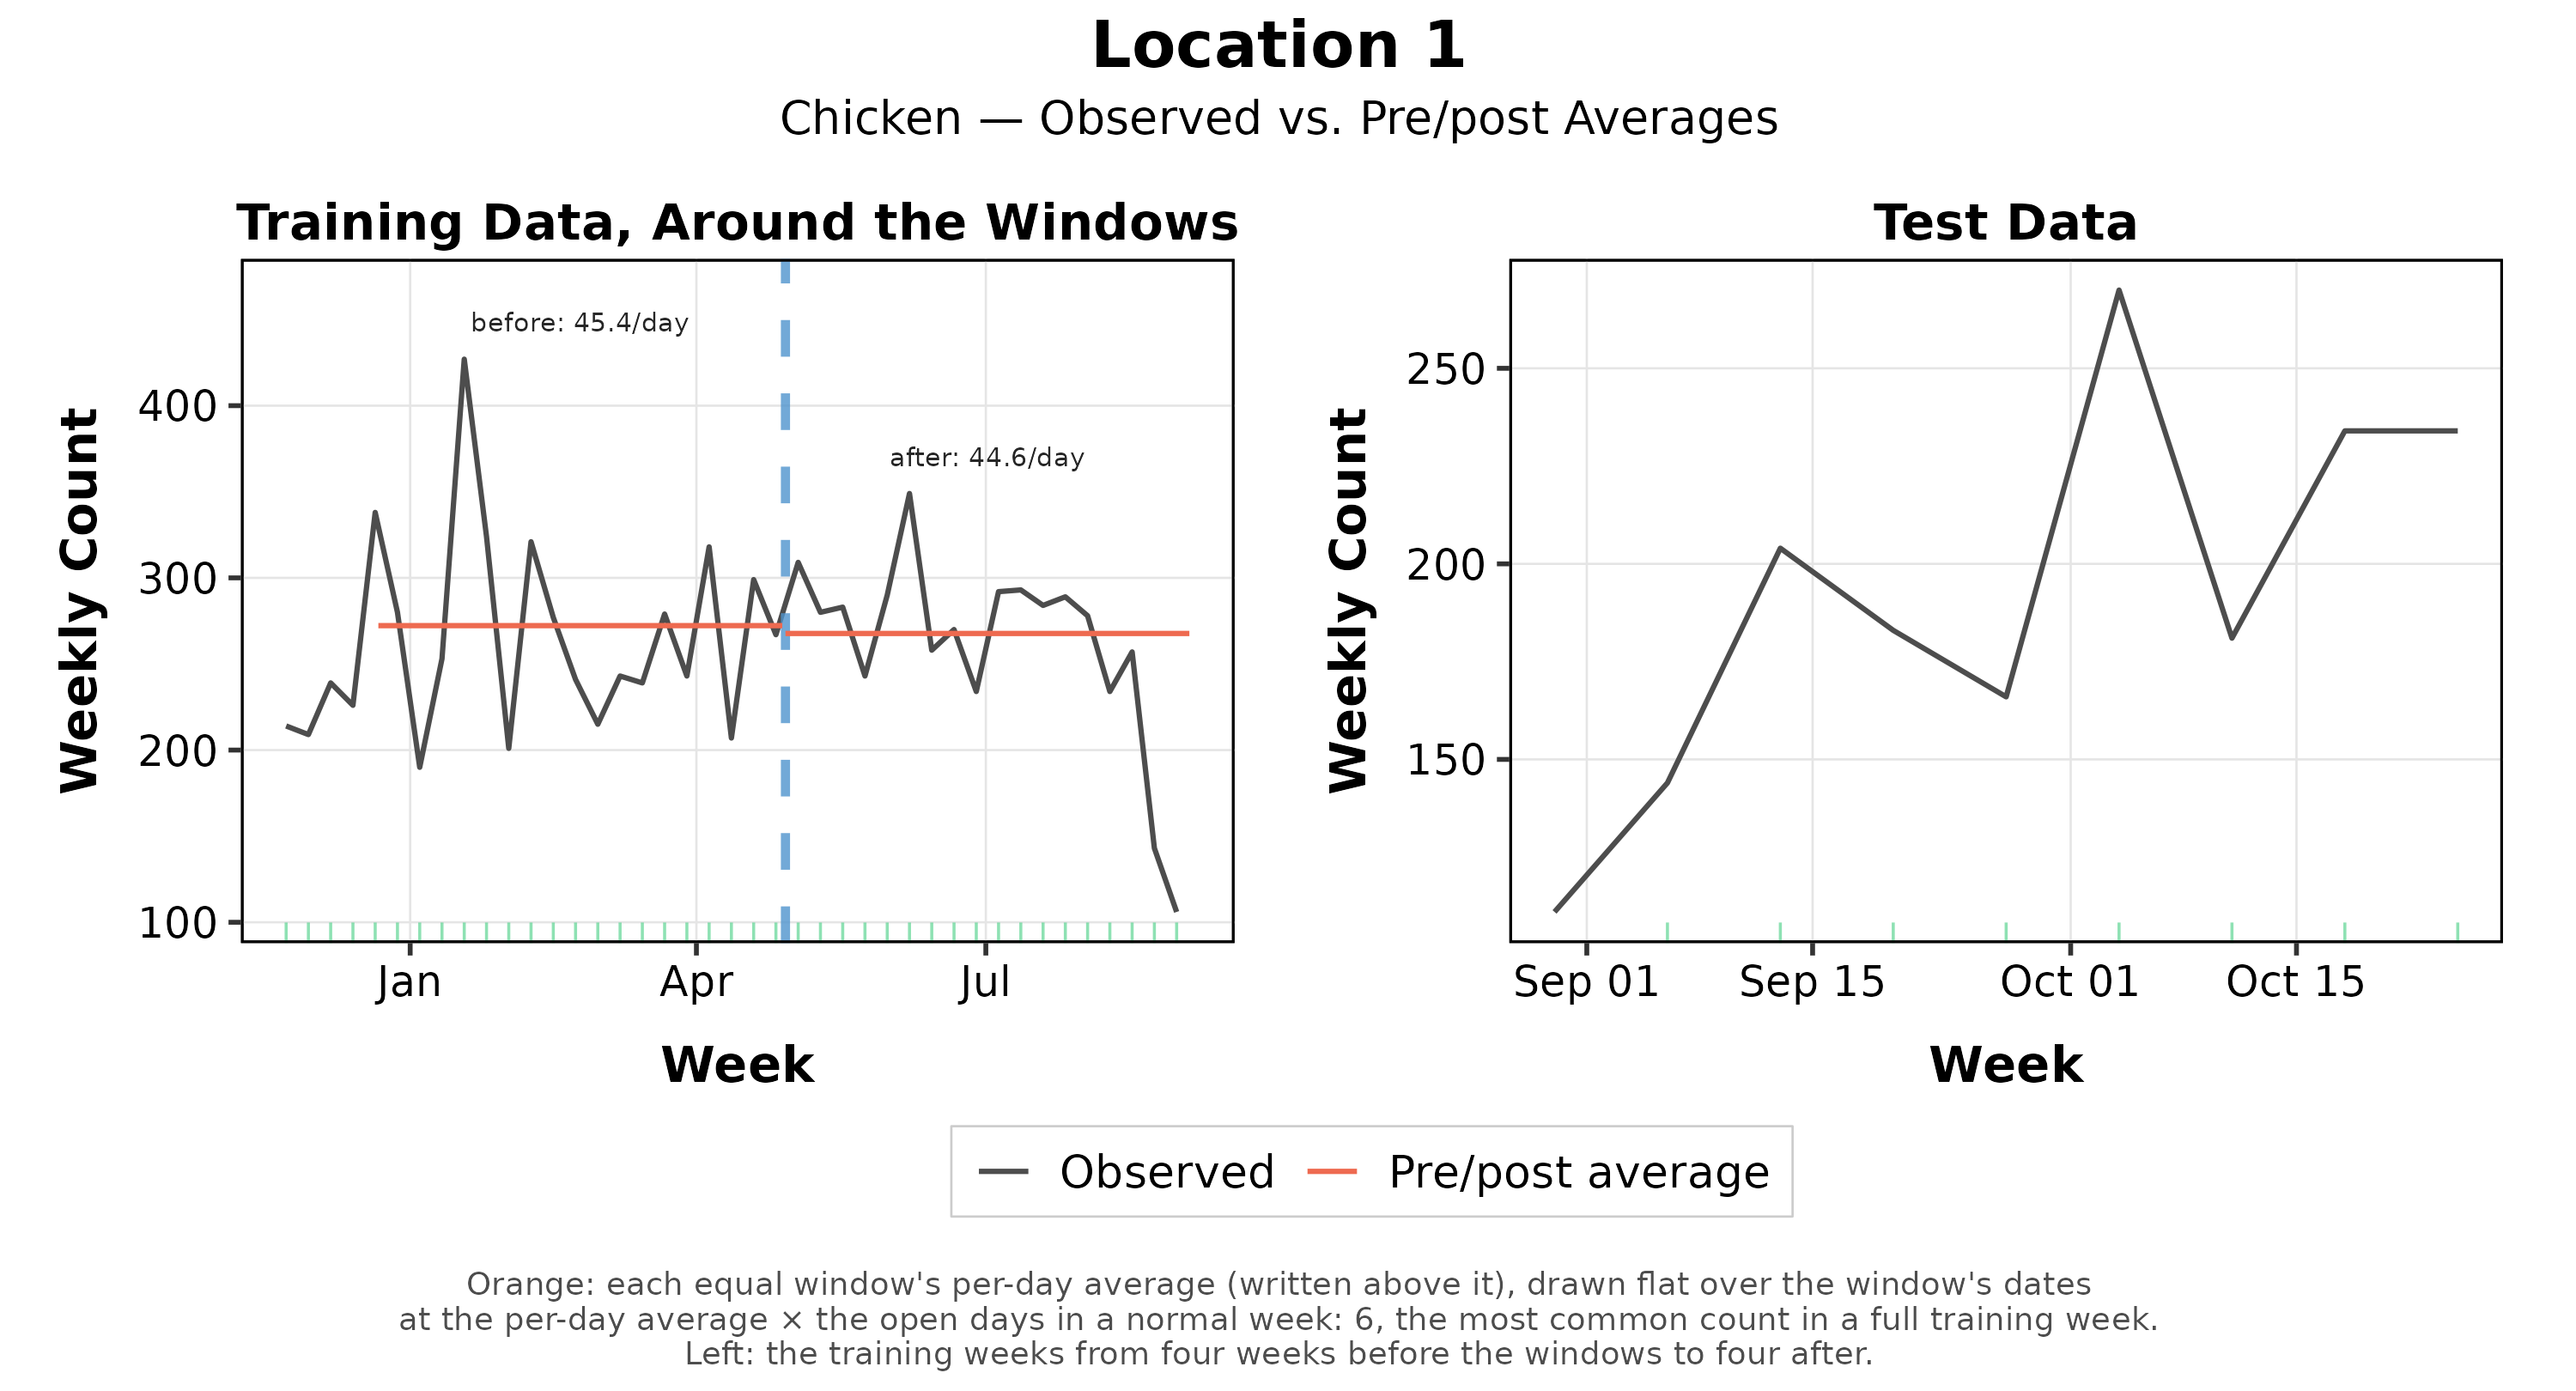 Location 1
Chicken — Observed vs. Pre/post Averages
Training Data, Around the Windows
Test Data
before: 45.4/day
after: 44.6/day
Weekly Count
400
300
200
100
Jan
Apr
Jul
Week
Weekly Count
250
200
150
Sep 01
Sep 15
Oct 01
Oct 15
Week
Observed
Pre/post average
Orange: each equal window's per-day average (written above it), drawn flat over the window's dates
at the per-day average × the open days in a normal week: 6, the most common count in a full training week.
Left: the training weeks from four weeks before the windows to four after.